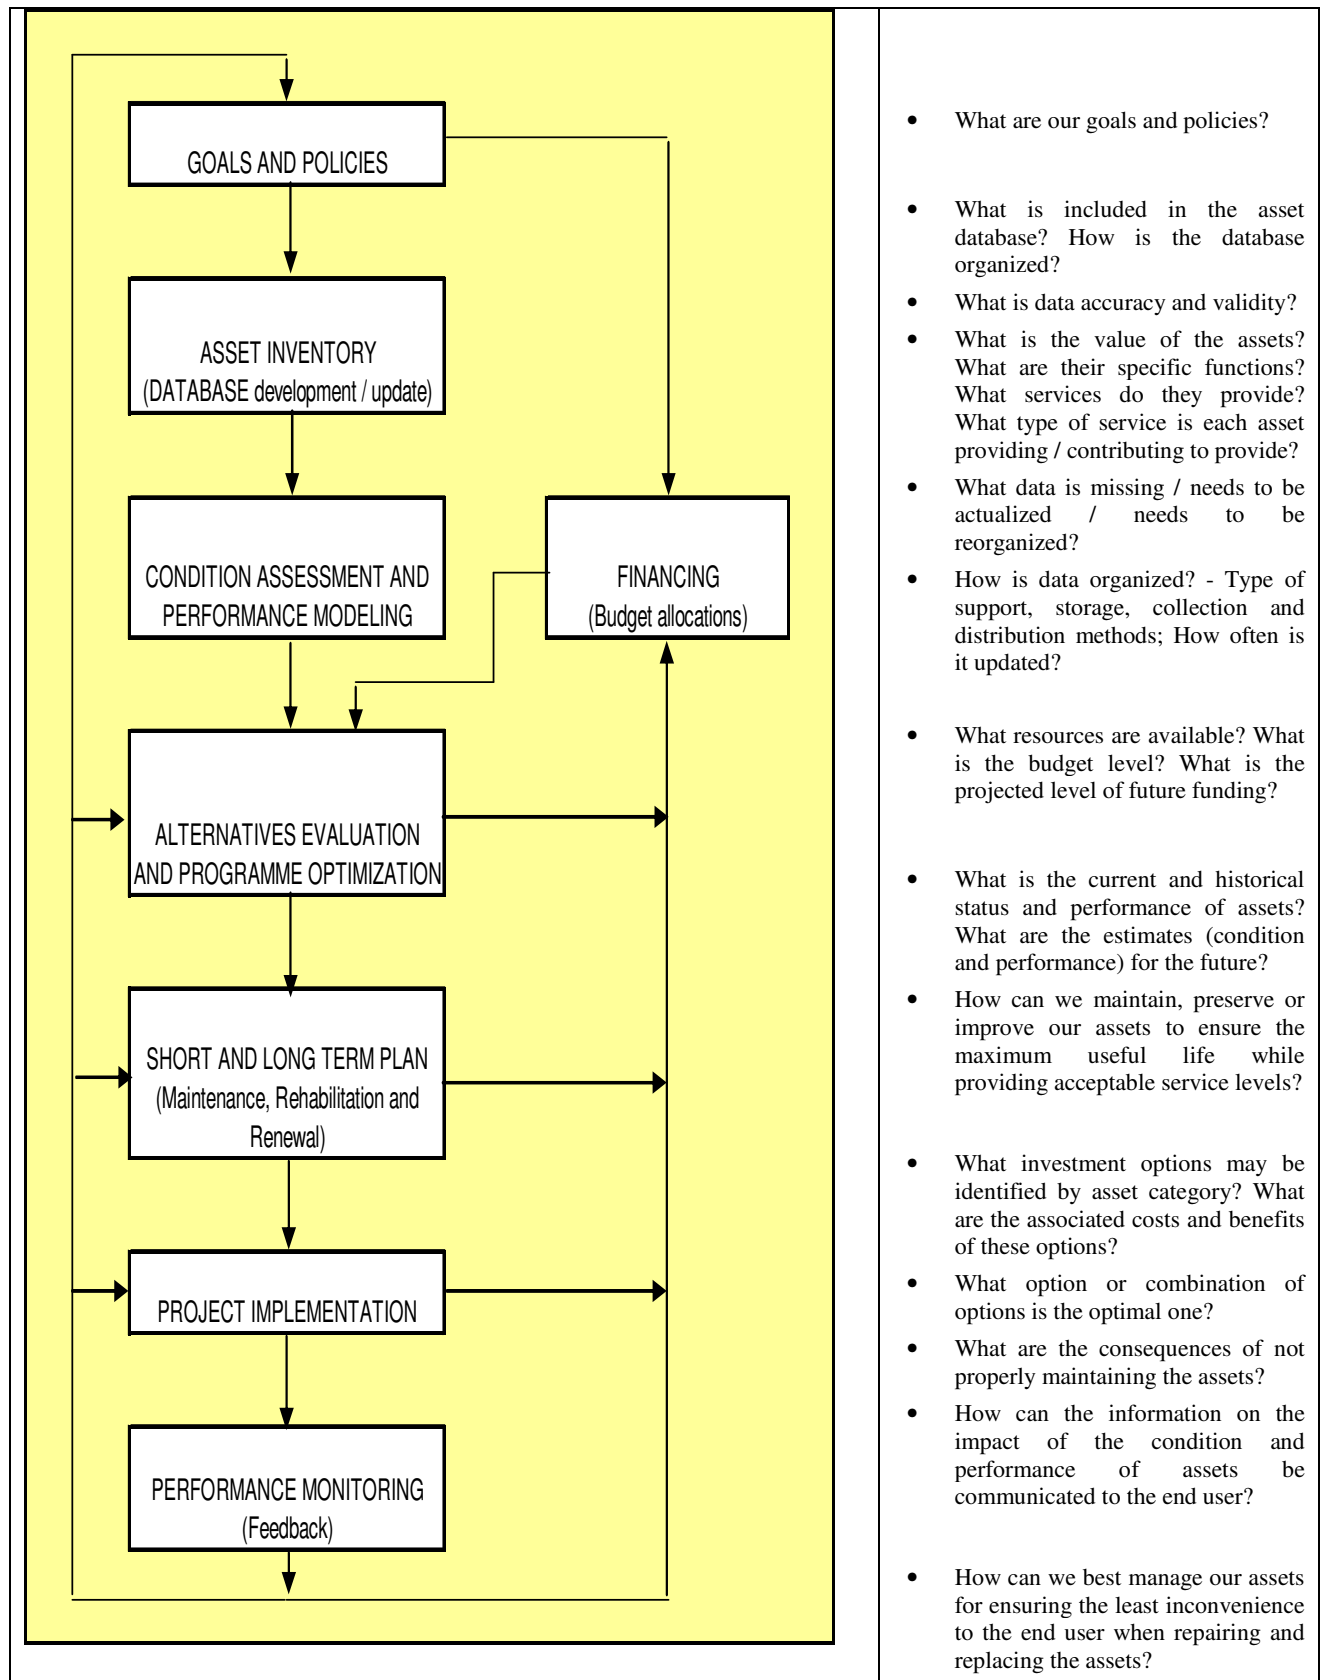 GOALS AND POLICIES
ASSET INVENTORY
(DATABASE development / update)
CONDITION ASSESSMENT AND
PERFORMANCE MODELING
FINANCING
(Budget allocations)
ALTERNATIVES EVALUATION
AND PROGRAMME OPTIMIZATION
SHORT AND LONG TERM PLAN
(Maintenance, Rehabilitation and
Renewal)
PROJECT IMPLEMENTATION
PERFORMANCE MONITORING
(Feedback)
• What are our goals and policies?
• What is included in the asset
database? How is the database
organized?
• What is data accuracy and validity?
• What is the value of the assets?
What are their specific functions?
What services do they provide?
What type of service is each asset
providing / contributing to provide?
• What data is missing / needs to be
actualized / needs to be
reorganized?
• How is data organized? - Type of
support, storage, collection and
distribution methods; How often is
it updated?
• What resources are available? What
is the budget level? What is the
projected level of future funding?
• What is the current and historical
status and performance of assets?
What are the estimates (condition
and performance) for the future?
• How can we maintain, preserve or
improve our assets to ensure the
maximum useful life while
providing acceptable service levels?
• What investment options may be
identified by asset category? What
are the associated costs and benefits
of these options?
• What option or combination of
options is the optimal one?
• What are the consequences of not
properly maintaining the assets?
• How can the information on the
impact of the condition and
performance of assets be
communicated to the end user?
• How can we best manage our assets
for ensuring the least inconvenience
to the end user when repairing and
replacing the assets?